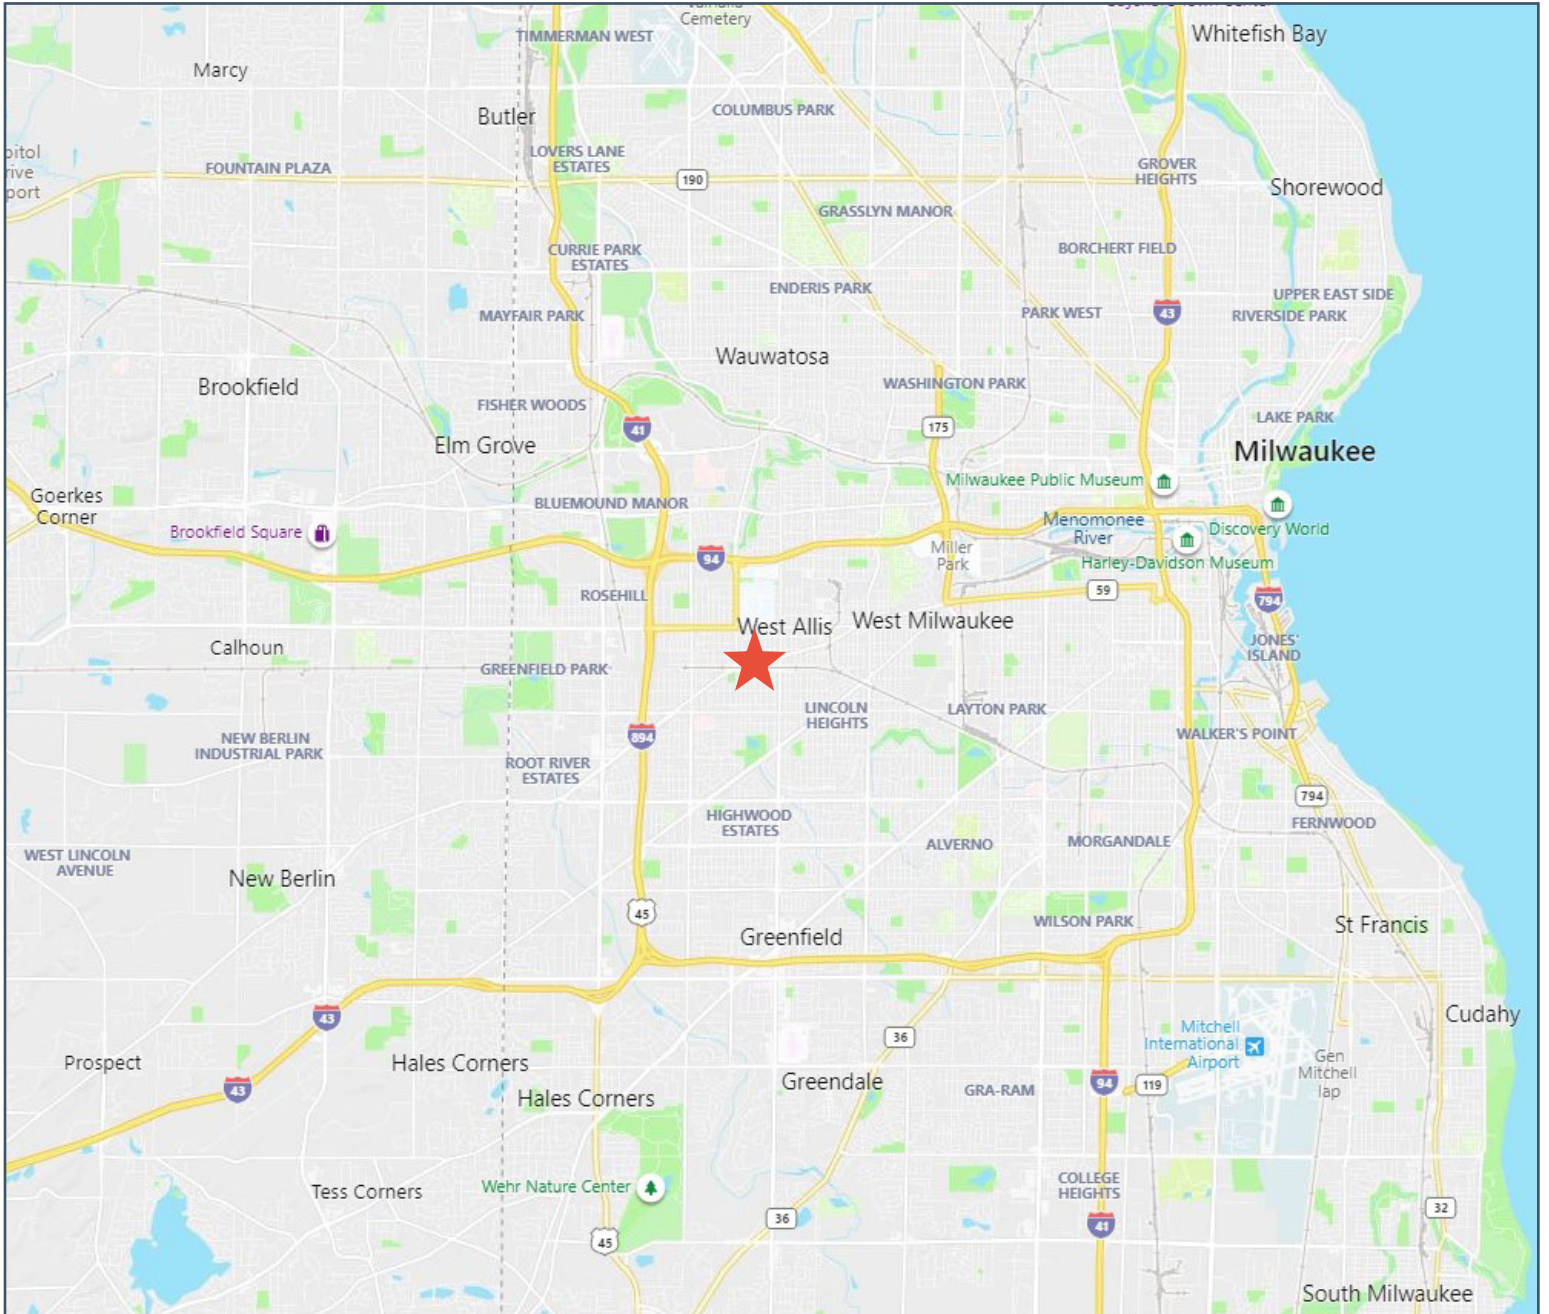 Cemetery
Whitefish Bay
TIMMERMAN WEST
Marcy
Butler
COLUMBUS PARK
LOVERS LANE
ESTATES
FOUNTAIN PLAZA
190
GROVER
HEIGHTS
Shorewood
GRASSLYN MANOR
CURRIE PARK
ESTATES
BORCHERT FIELD
ENDERIS PARK
UPPER EAST SIDE
MAYFAIR PARK
PARK WEST
43
RIVERSIDE PARK
Wauwatosa
Brookfield
WASHINGTON PARK
FISHER WOODS
LAKE PARK
41
175
Elm Grove
Milwaukee
Milwaukee Public Museum
Goerkes
Corner
BLUEMOUND MANOR
Brookfield Square
Menomonee
River
Discovery World
94
Miller
Park
Harley-Davidson Museum
ROSEHILL
59
794
West Allis
West Milwaukee
Calhoun
JONES'
ISLAND
GREENFIELD PARK
LINCOLN
HEIGHTS
LAYTON PARK
894
WALKER'S POINT
NEW BERLIN
INDUSTRIAL PARK
ROOT RIVER
ESTATES
794
HIGHWOOD
ESTATES
FERNWOOD
ALVERNO
MORGANDALE
WEST LINCOLN
AVENUE
New Berlin
45
WILSON PARK
St Francis
Greenfield
43
Cudahy
Mitchell
International
Airport
36
Prospect
Hales Corners
Gen
Mitchell
Iap
43
Greendale
94
119
GRA-RAM
Hales Corners
COLLEGE
HEIGHTS
Tess Corners
Wehr Nature Center
36
41
32
45
South Milwaukee